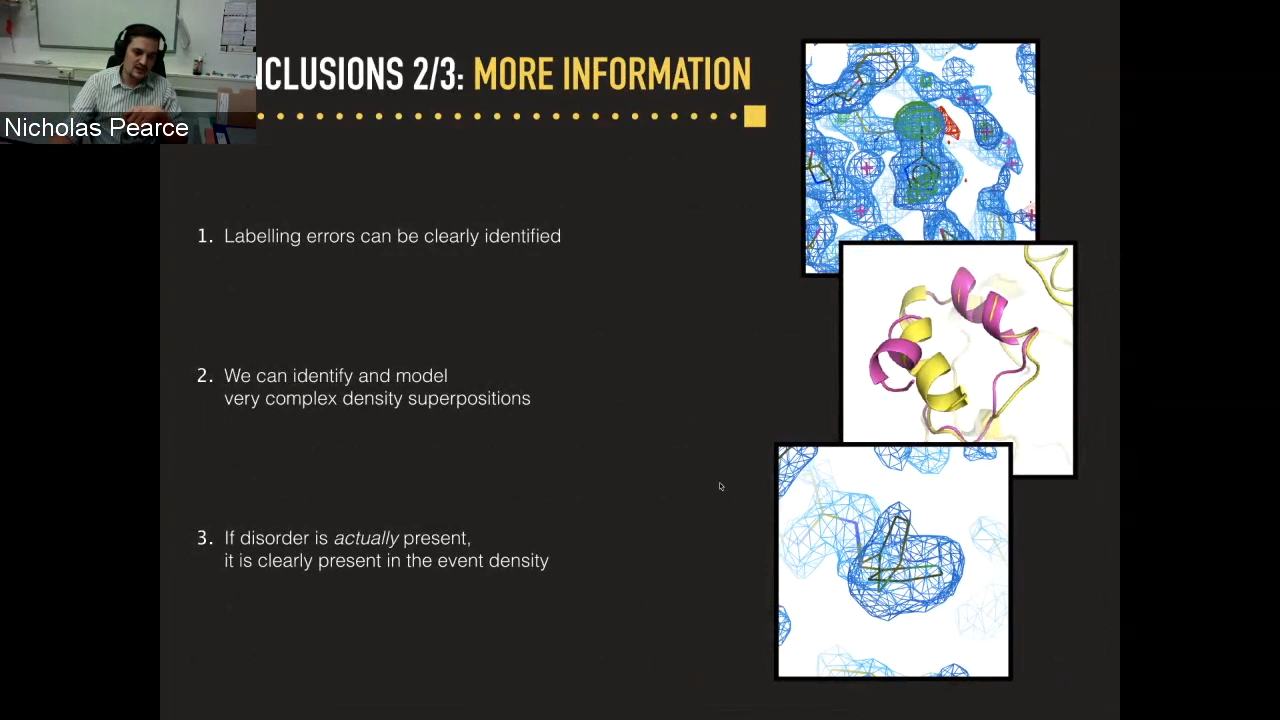 NCLUSIONS 2/3: MORE INFORMATION
Nicholas Pearce
1. Labelling errors can be clearly identified
2. We can identify and model
very complex density superpositions
3. If disorder is actually present,
it is clearly present in the event density